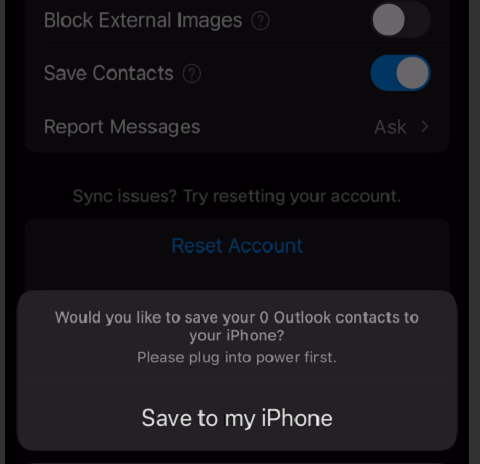 Block External Images ?
Save Contacts ?
Report Messages Ask >
Sync issues? Try resetting your account.
Reset Account
Would you like to save your 0 Outlook contacts to
your iPhone?
Please plug into power first.
Save to my iPhone